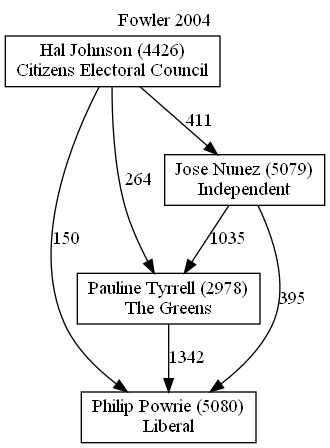 Fowler 2004
Hal Johnson (4426)
Citizens Electoral Council
411
Jose Nunez (5079)
Independent
264
150
1035
395
Pauline Tyrrell (2978)
The Greens
1342
Philip Powrie (5080)
Liberal